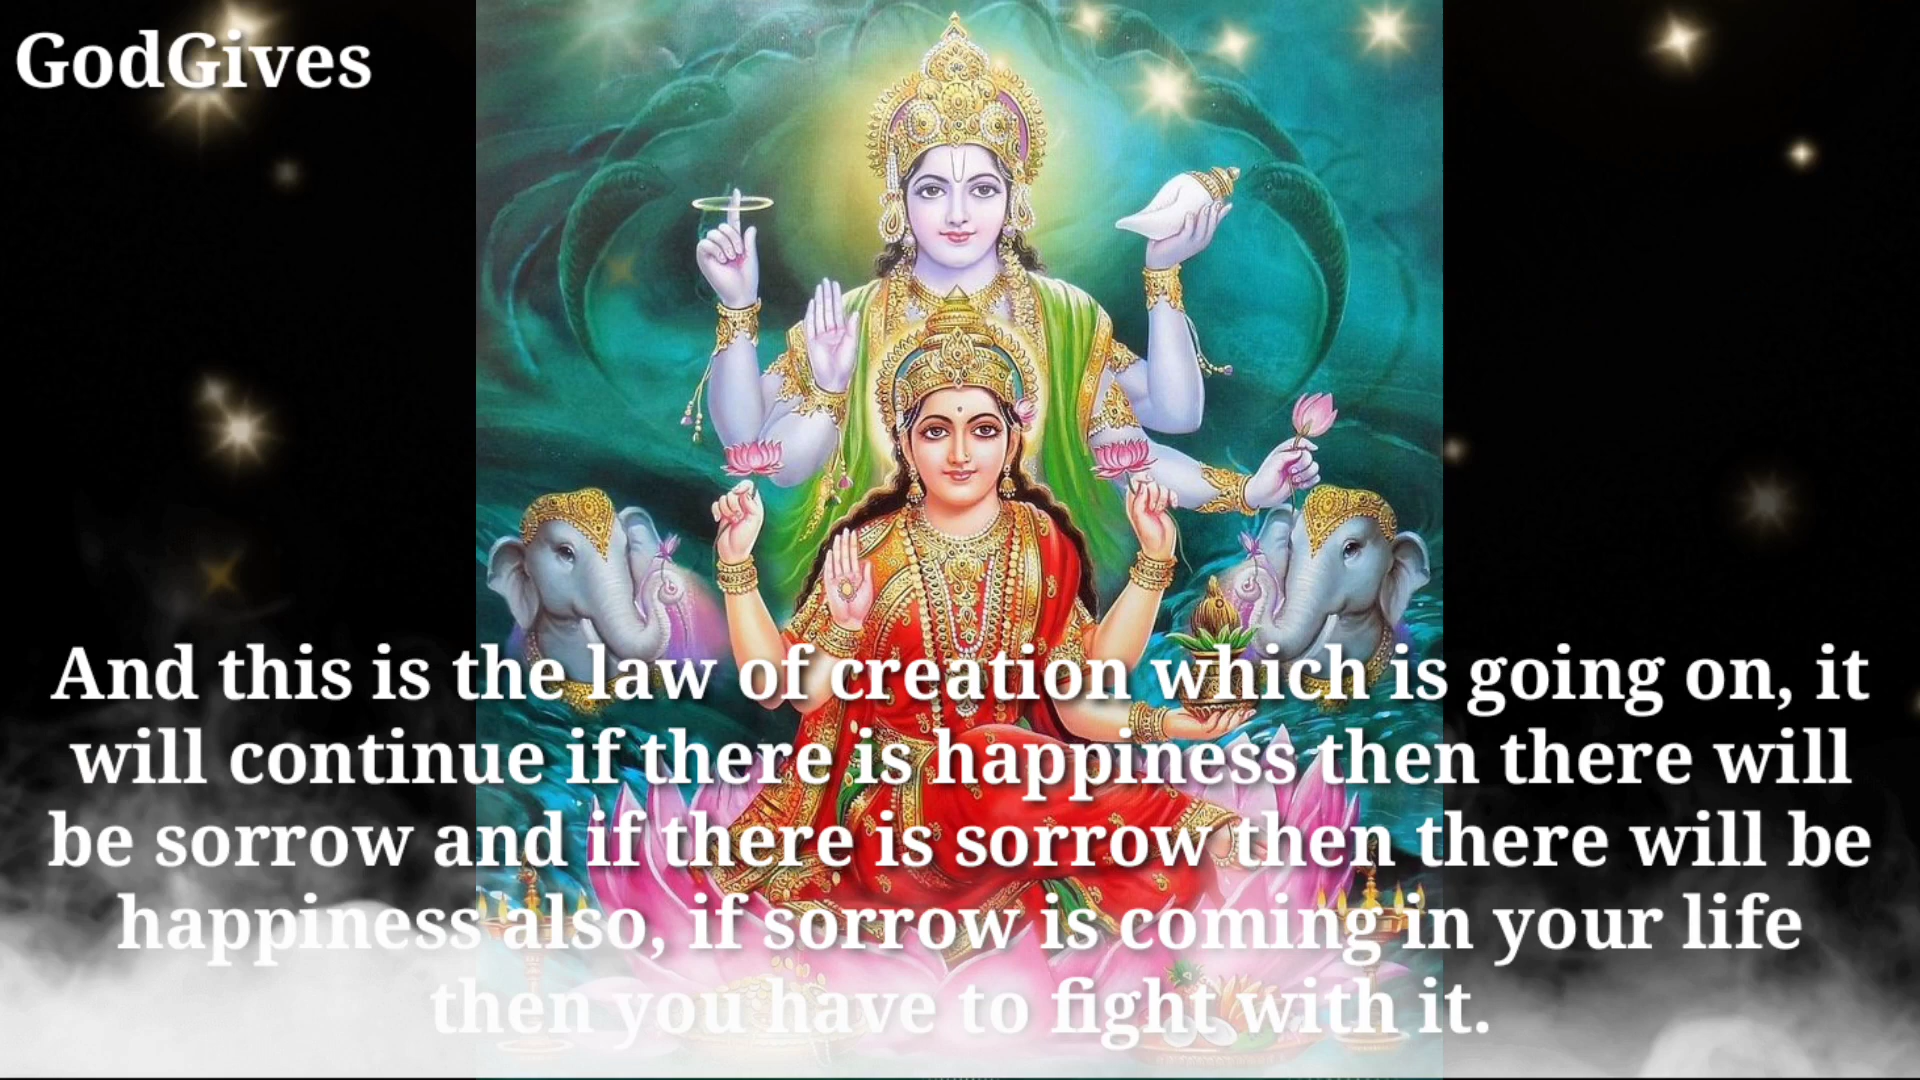 GodGives
And this is the law of creation which is going on, it
will continue if there is happiness then there will
be sorrow and if there is sorrow then there will be
happiness also, if sorrow is coming in your life
then you have to fight with it.